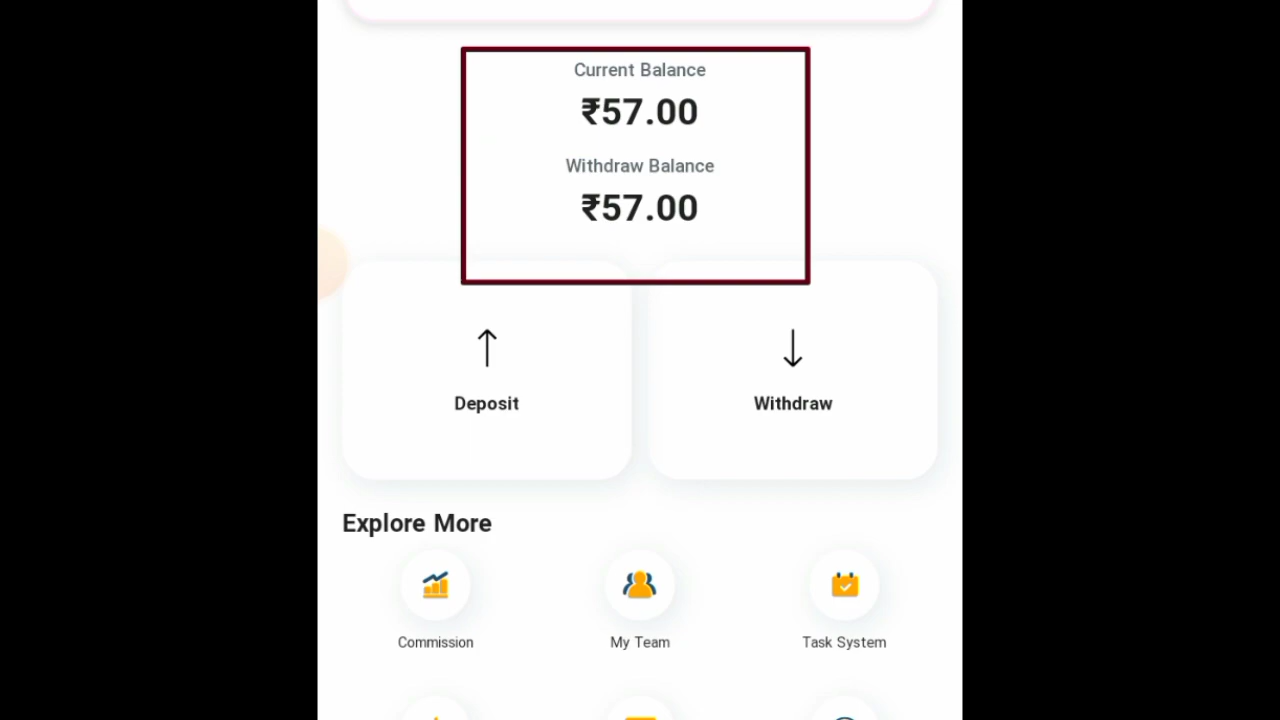 Current Balance
₹57.00
Withdraw Balance
₹57.00
Deposit
Withdraw
Explore More
Commission
My Team
Task System